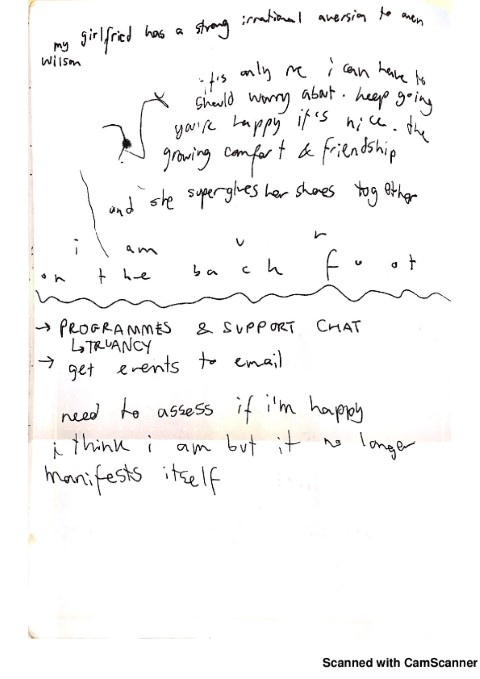 my girlfried has a strong irrational aversion to owen
Wilson
it's only me i can have to
should worry about. keep going
you're happy it's nice. the
growing comfort & friendship
and she superglues her shoes together
i am u r
on the back foot
→ PROGRAMMES & SUPPORT CHAT
↳ TRUANCY
→ get events to email
need to assess if i'm happy
i think i am but it no longer
manifests itself
Scanned with CamScanner